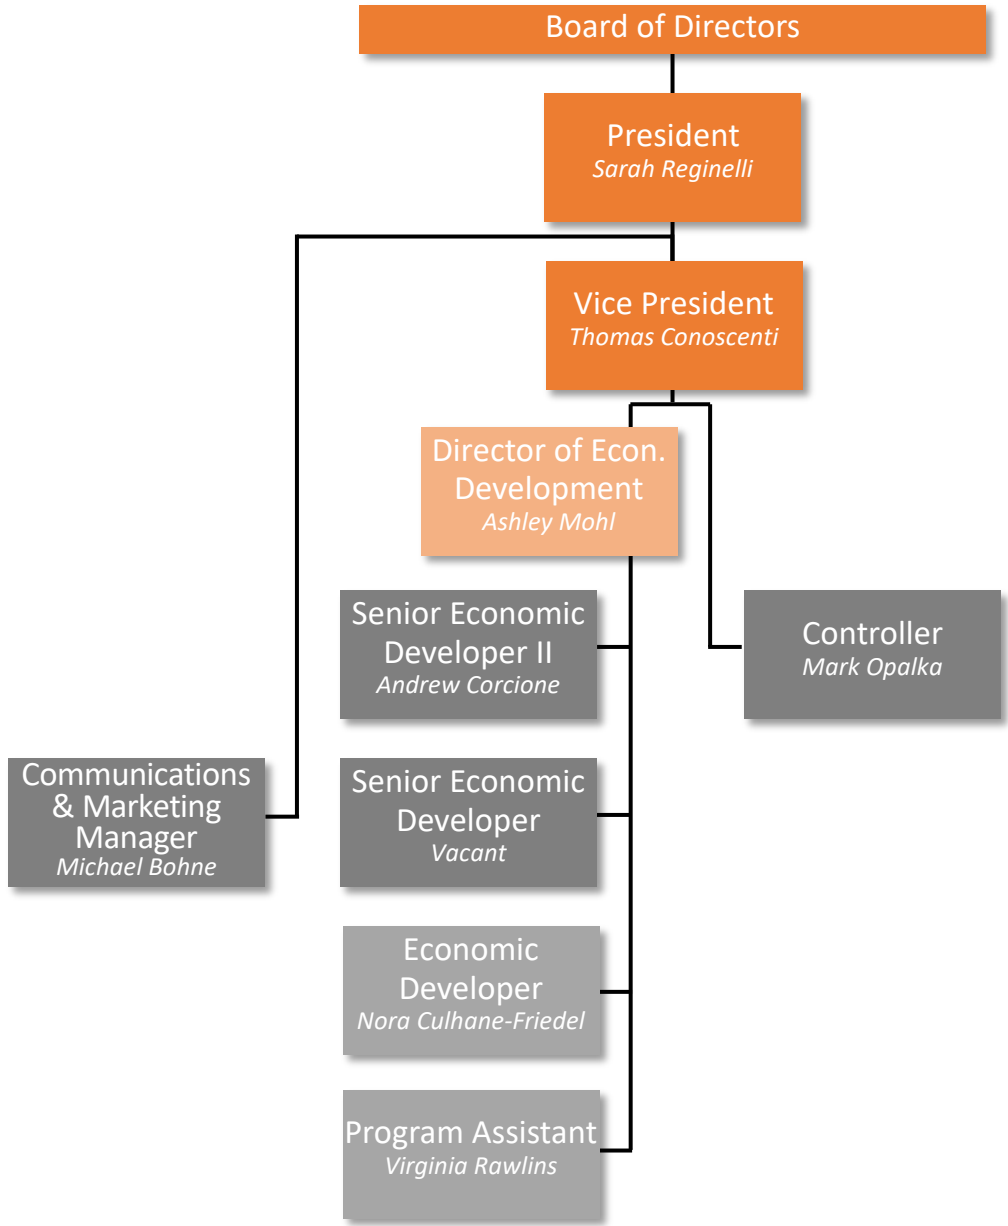 Board of Directors
President
Sarah Reginelli
Vice President
Thomas Conoscenti
Director of Econ.
Development
Ashley Mohl
Senior Economic
Developer II
Andrew Corcione
Controller
Mark Opalka
Communications
& Marketing
Manager
Michael Bohne
Senior Economic
Developer
Vacant
Economic
Developer
Nora Culhane-Friedel
Program Assistant
Virginia Rawlins